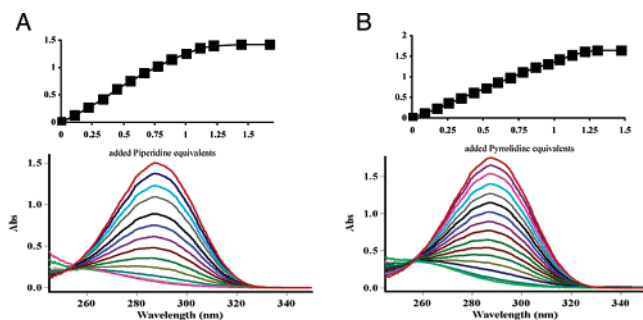 A
1.5
1
0.5
0
0 0.25 0.5 0.75 1 1.25 1.5
added Piperidine equivalents
1.5
1.0
0.5
0.0
Abs
260 280 300 320 340
Wavelength (nm)
B
2
1.5
1
0.5
0
0 0.25 0.5 0.75 1 1.25 1.5
added Pyrrolidine equivalents
1.5
1.0
0.5
0.0
Abs
260 280 300 320 340
Wavelength (nm)